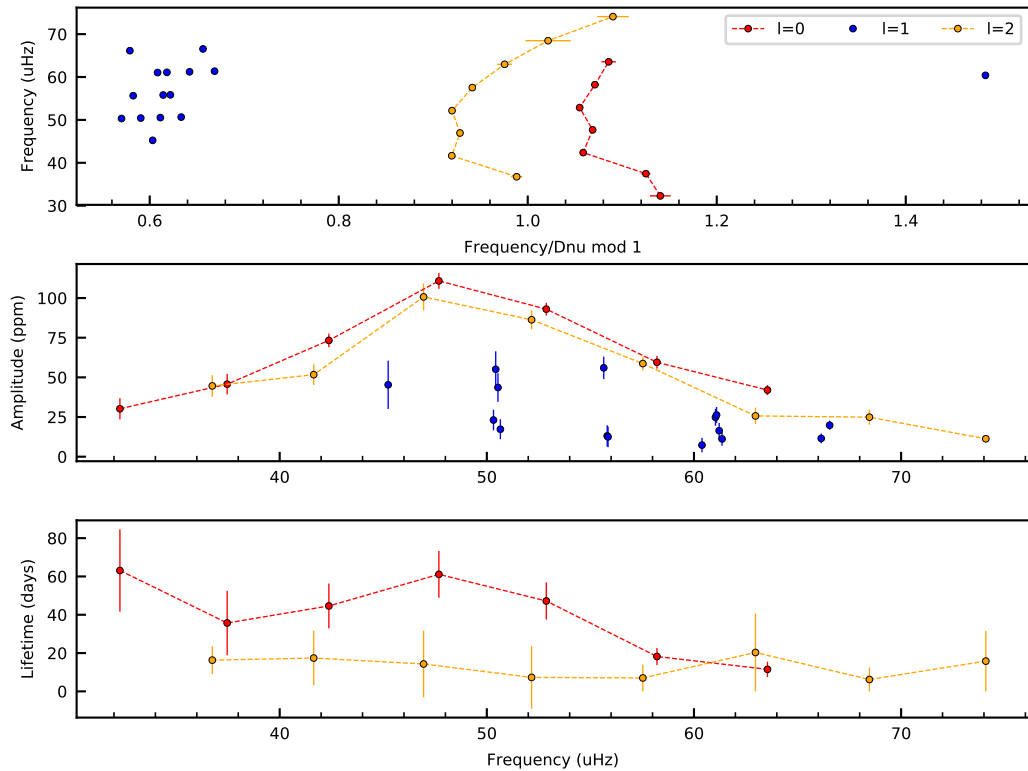 l=0 l=1 l=2
Frequency (uHz)
70
60
50
40
30
0.6 0.8 1.0 1.2 1.4
Frequency/Dnu mod 1
Amplitude (ppm)
100
75
50
25
0
40 50 60 70
Lifetime (days)
80
60
40
20
0
40 50 60 70
Frequency (uHz)